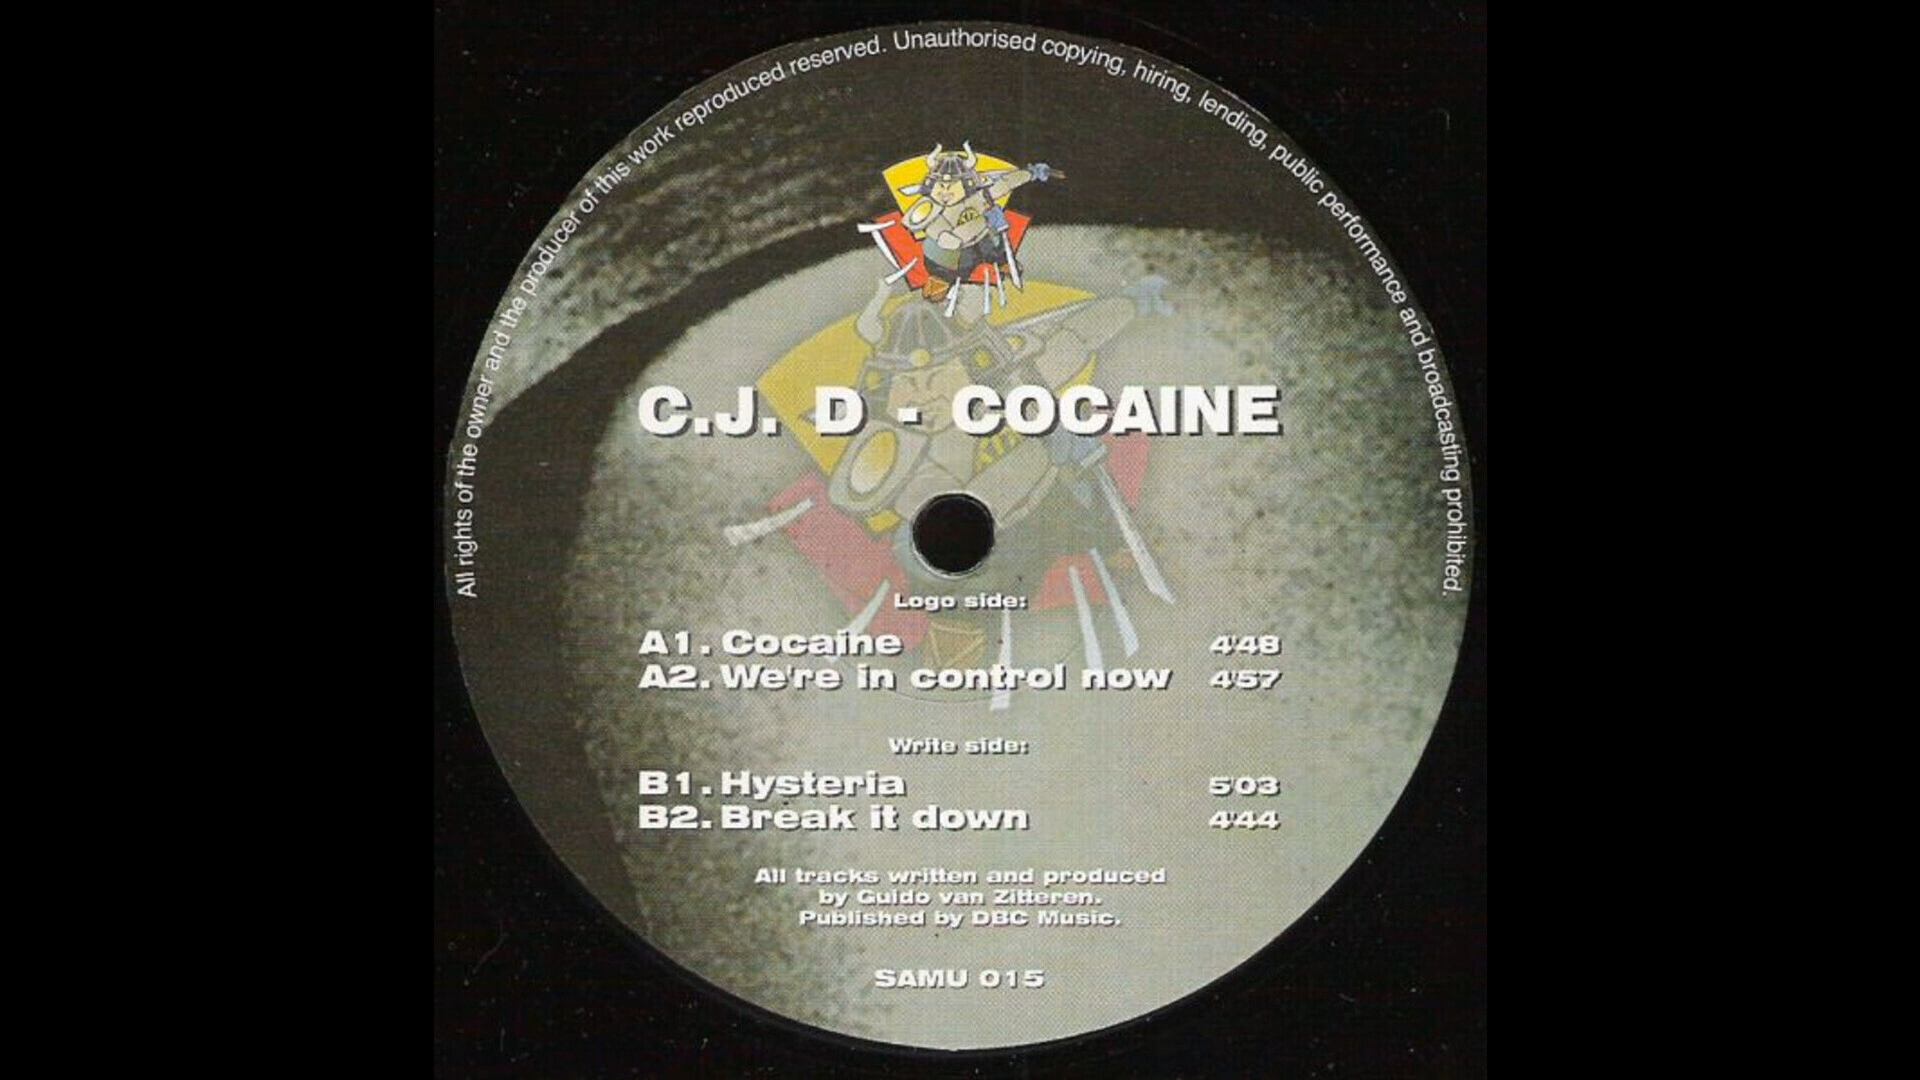 All rights of the owner and the producer of this work reproduced reserved. Unauthorised copying, hiring, lending, public performance and broadcasting prohibited.
C.J. D - COCAINE
Logo side:
A1. Cocaine 4'48
A2. We're in control now 4'57
Write side:
B1. Hysteria 5'03
B2. Break it down 4'44
All tracks written and produced
by Guido van Zitteren.
Published by DBC Music.
SAMU 015